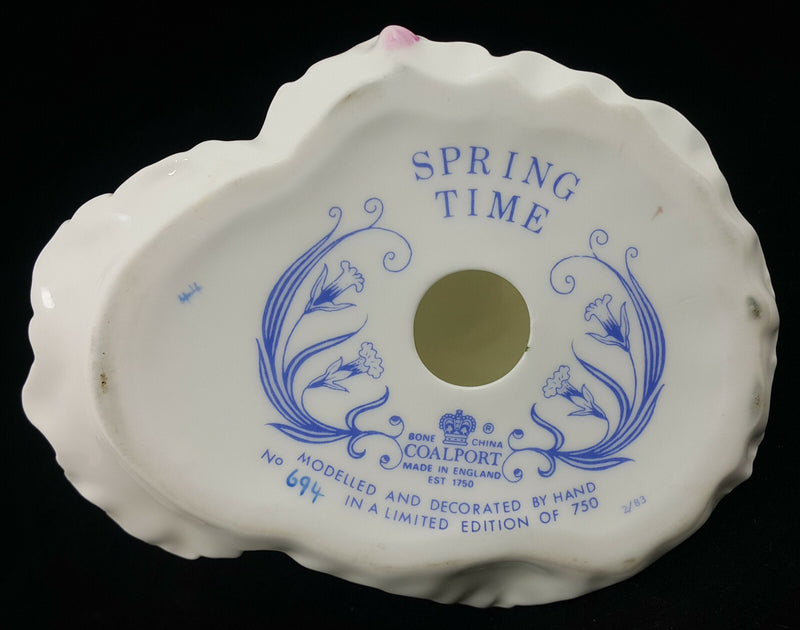 SPRING
TIME
BONE CHINA ®
COALPORT
MADE IN ENGLAND
EST 1750
MODELLED AND DECORATED BY HAND
No 694 IN A LIMITED EDITION OF 750
2/83